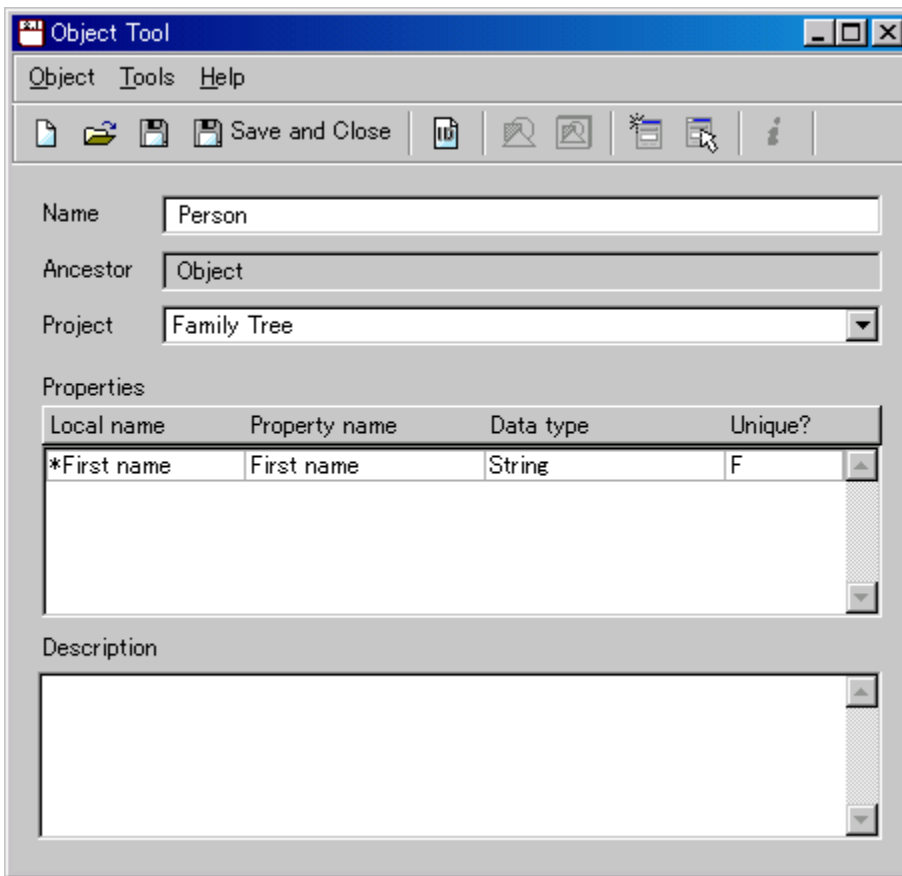 Object Tool
Object Tools Help
Save and Close
Name Person
Ancestor Object
Project Family Tree
Properties
Local name Property name Data type Unique?
*First name First name String F
Description